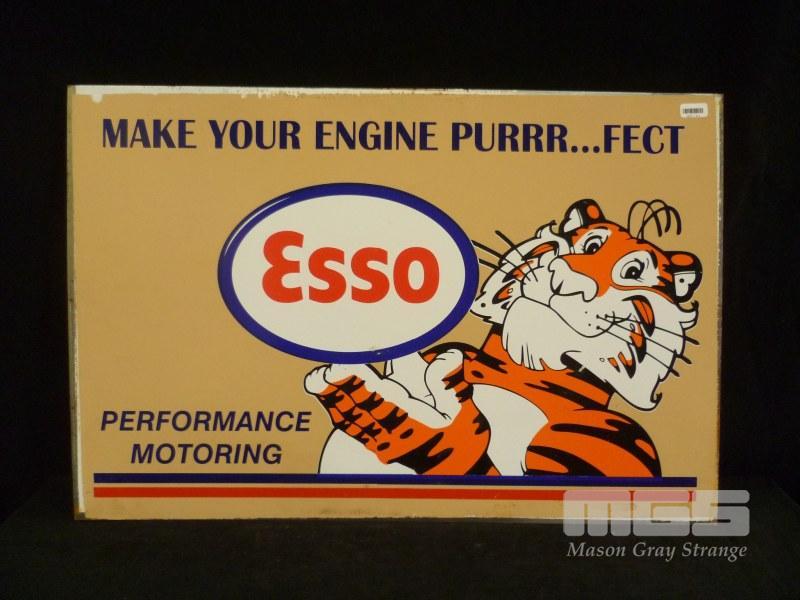 MAKE YOUR ENGINE PURRR...FECT
Esso
PERFORMANCE
MOTORING
MGS
Mason Gray Strange